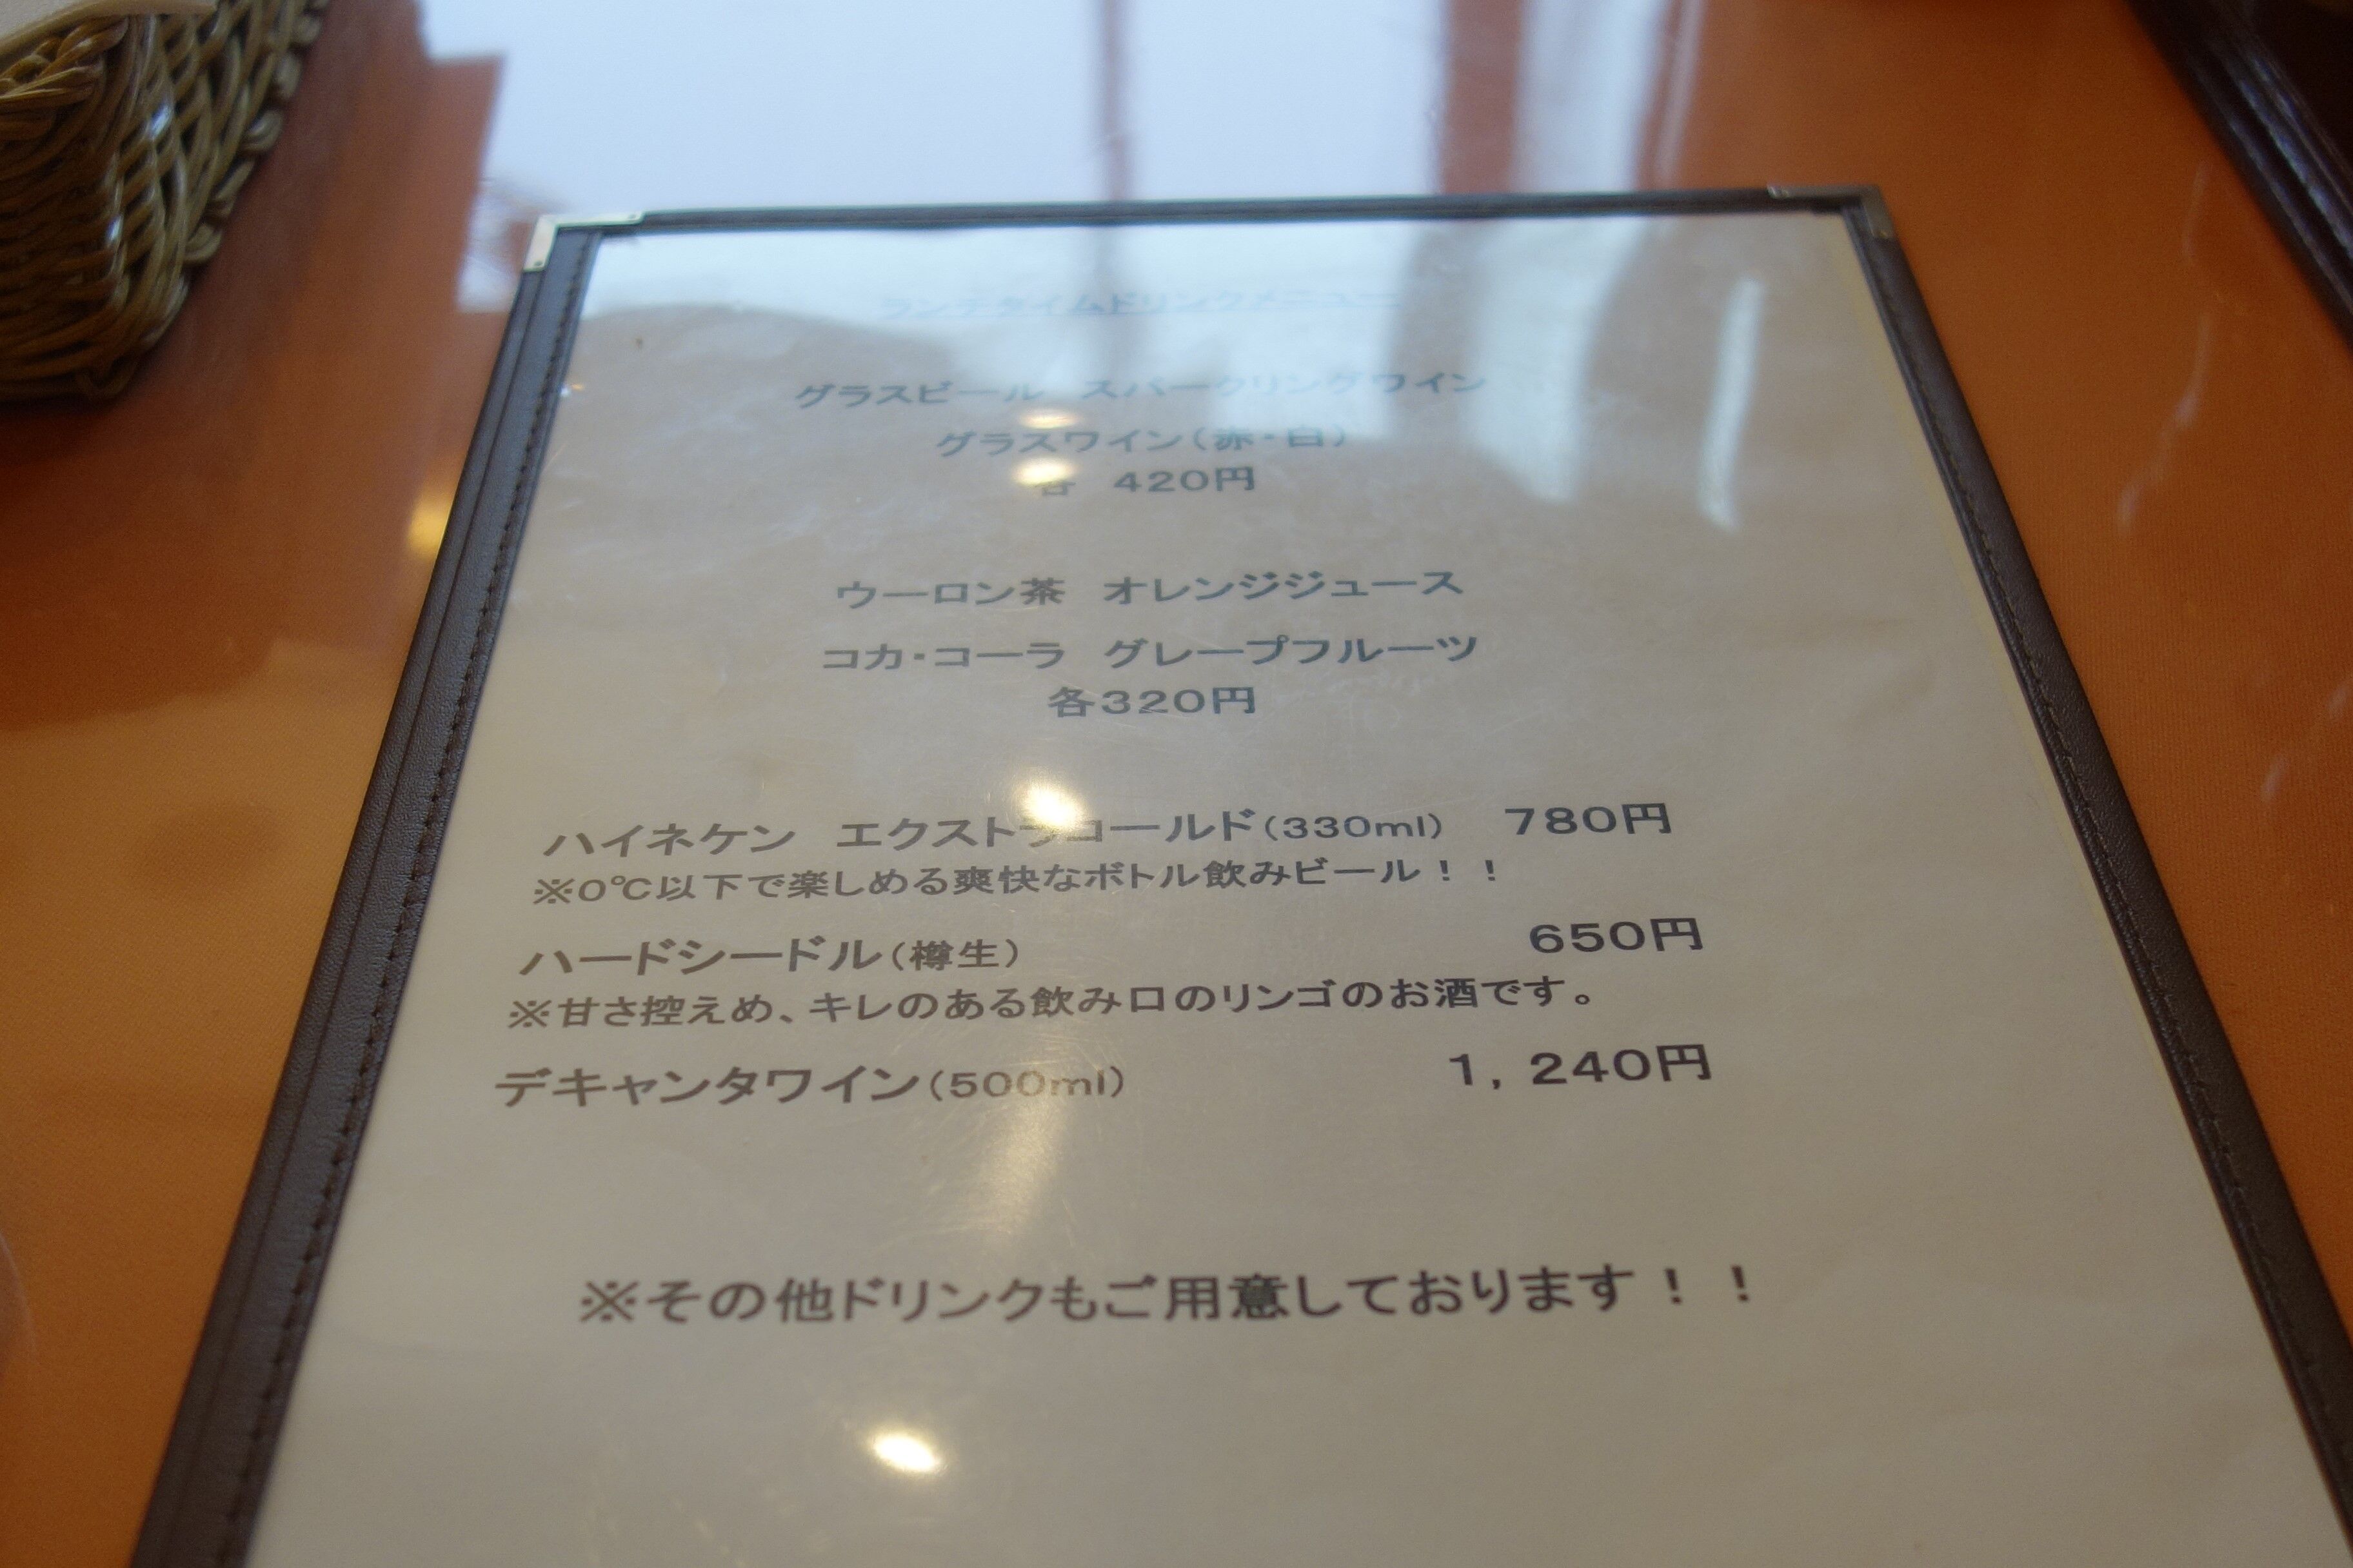 ランチタイムドリンクメニュー
グラスビール　スパークリングワイン
グラスワイン(赤・白)
各　420円
ウーロン茶　オレンジジュース
コカ・コーラ　グレープフルーツ
各320円
ハイネケン　エクストラコールド(330ml)　780円
※0℃以下で楽しめる爽快なボトル飲みビール！！
ハードシードル(樽生)　650円
※甘さ控えめ、キレのある飲み口のリンゴのお酒です。
デキャンタワイン(500ml)　1,240円
※その他ドリンクもご用意しております！！